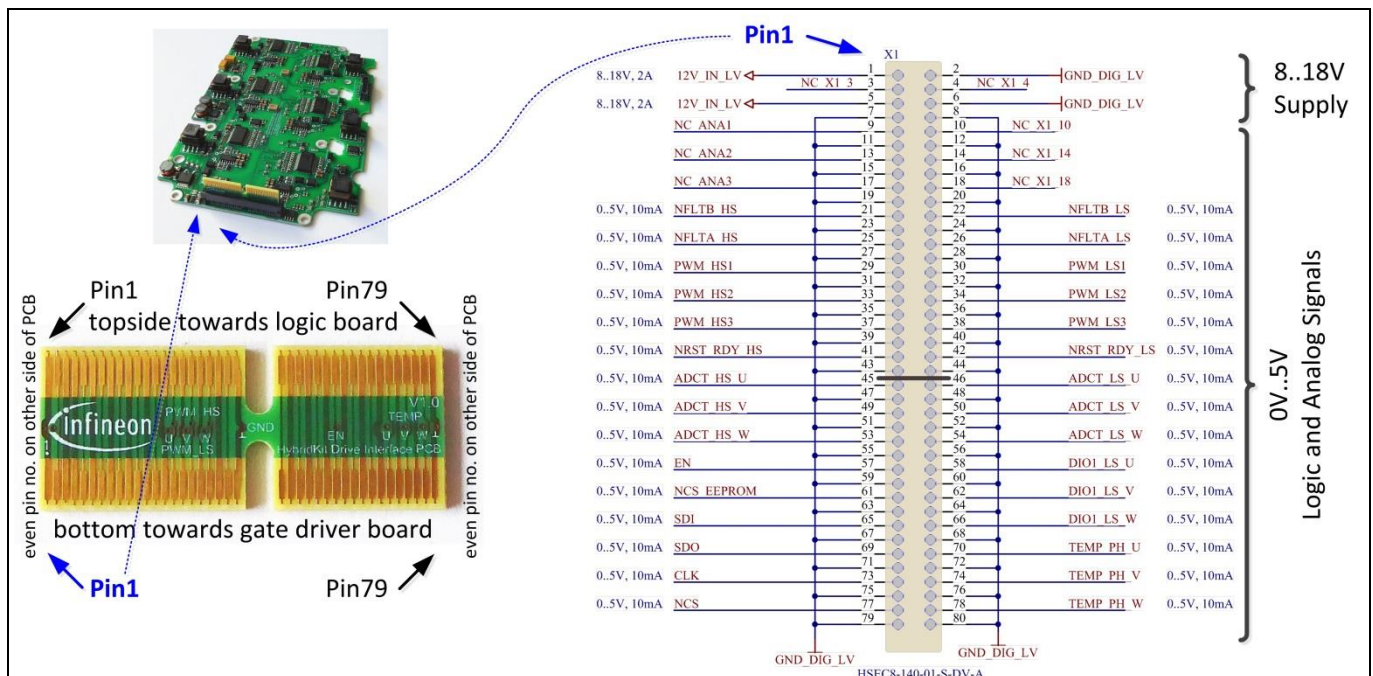 Pin1
X1
8..18V, 2A 12V_IN_LV 1 2 GND_DIG_LV
NC_X1_3 3 4 NC_X1_4
8..18V, 2A 12V_IN_LV 5 6 GND_DIG_LV
7 8
NC_ANA1 9 10 NC_X1_10
11 12
NC_ANA2 13 14 NC_X1_14
15 16
NC_ANA3 17 18 NC_X1_18
19 20
0..5V, 10mA NFLTB_HS 21 22 NFLTB_LS 0..5V, 10mA
23 24
0..5V, 10mA NFLTA_HS 25 26 NFLTA_LS 0..5V, 10mA
27 28
0..5V, 10mA PWM_HS1 29 30 PWM_LS1 0..5V, 10mA
31 32
0..5V, 10mA PWM_HS2 33 34 PWM_LS2 0..5V, 10mA
35 36
0..5V, 10mA PWM_HS3 37 38 PWM_LS3 0..5V, 10mA
39 40
0..5V, 10mA NRST_RDY_HS 41 42 NRST_RDY_LS 0..5V, 10mA
43 44
0..5V, 10mA ADCT_HS_U 45 46 ADCT_LS_U 0..5V, 10mA
47 48
0..5V, 10mA ADCT_HS_V 49 50 ADCT_LS_V 0..5V, 10mA
51 52
0..5V, 10mA ADCT_HS_W 53 54 ADCT_LS_W 0..5V, 10mA
55 56
0..5V, 10mA EN 57 58 DIO1_LS_U 0..5V, 10mA
59 60
0..5V, 10mA NCS_EEPROM 61 62 DIO1_LS_V 0..5V, 10mA
63 64
0..5V, 10mA SDI 65 66 DIO1_LS_W 0..5V, 10mA
67 68
0..5V, 10mA SDO 69 70 TEMP_PH_U 0..5V, 10mA
71 72
0..5V, 10mA CLK 73 74 TEMP_PH_V 0..5V, 10mA
75 76
0..5V, 10mA NCS 77 78 TEMP_PH_W 0..5V, 10mA
79 80
GND_DIG_LV GND_DIG_LV
HSEC8-140-01-S-DV-A
8..18V
Supply
0V..5V
Logic and Analog Signals
Pin1 Pin79
topside towards logic board
even pin no. on other side of PCB
even pin no. on other side of PCB
infineon
PWM_HS
U V W
PWM_LS
1
GND
V1.0
TEMP
EN
U V W
HybridKit Drive Interface PCB
bottom towards gate driver board
Pin1 Pin79